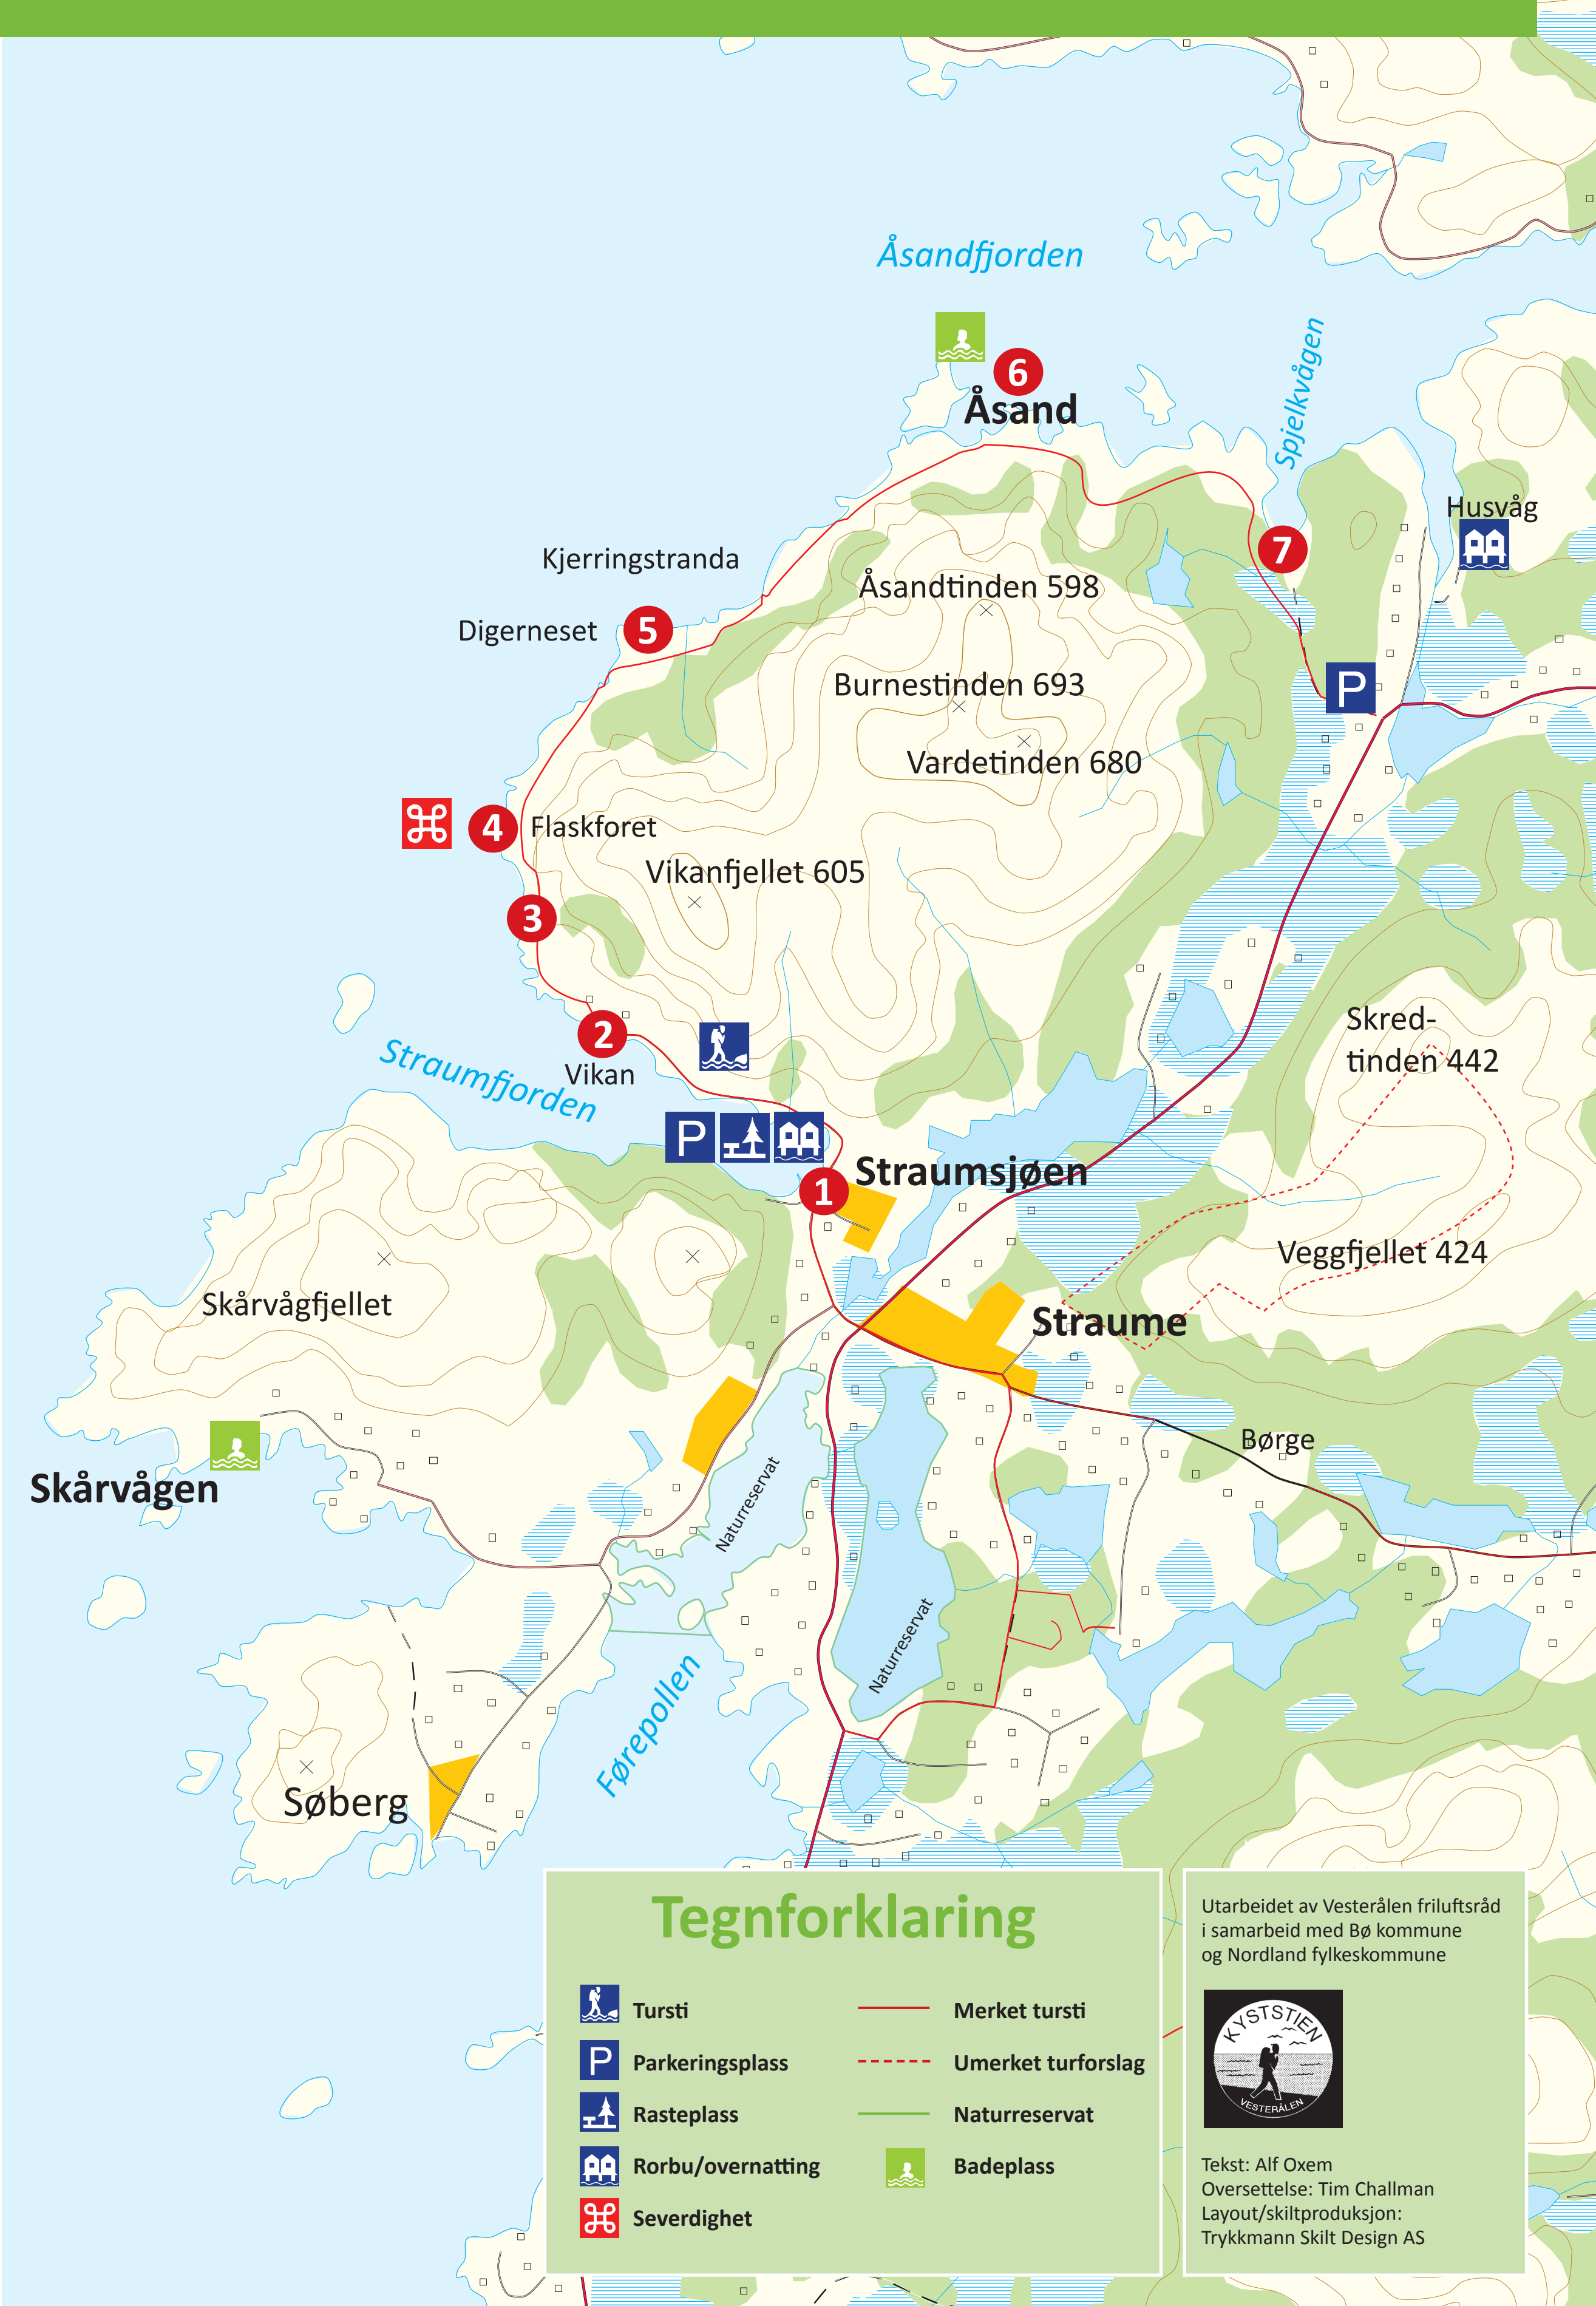 Åsandfjorden
6
Åsand
Spjelkvågen
Husvåg
7
Kjerringstranda
Åsandtinden 598
Digerneset
5
Burnestinden 693
P
Vardetinden 680
4
Flaskforet
Vikanfjellet 605
3
Skred-
tinden 442
2
Vikan
Straumfjorden
P
Straumsjøen
1
Veggfjellet 424
Skårvågfjellet
Straume
Børge
Skårvågen
Naturreservat
Naturreservat
Førepollen
Søberg
Tegnforklaring
Tursti
P
Parkeringsplass
Rasteplass
Rorbu/overnatting
Severdighet
Merket tursti
Umerket turforslag
Naturreservat
Badeplass
Utarbeidet av Vesterålen friluftsråd
i samarbeid med Bø kommune
og Nordland fylkeskommune
KYSTSTIEN
VESTERÅLEN
Tekst: Alf Oxem
Oversettelse: Tim Challman
Layout/skiltproduksjon:
Trykkmann Skilt Design AS